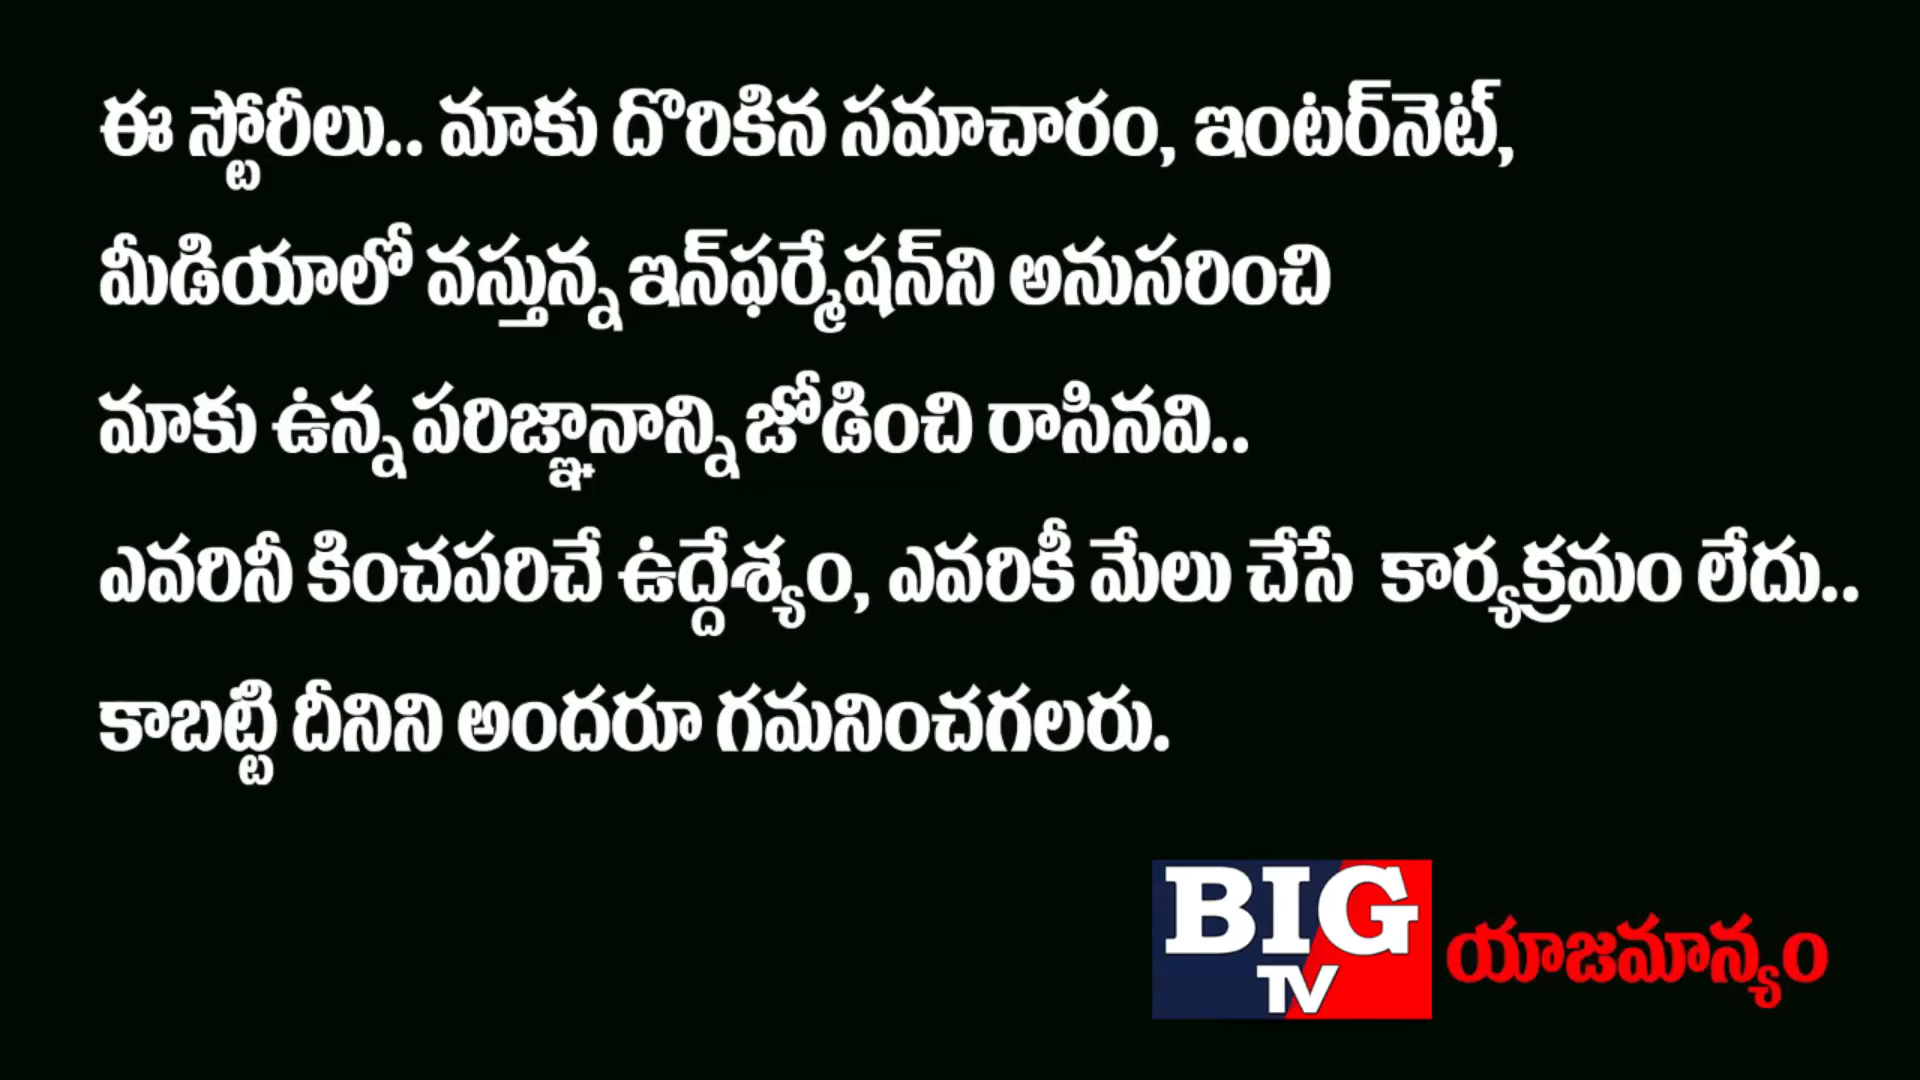 ఈ స్టోరీలు.. మాకు దొరికిన సమాచారం, ఇంటర్‌నెట్,
మీడియాలో వస్తున్న ఇన్‌ఫర్మేషన్‌ని అనుసరించి
మాకు ఉన్న పరిజ్ఞానాన్ని జోడించి రాసినవి..
ఎవరినీ కించపరిచే ఉద్దేశ్యం, ఎవరికీ మేలు చేసే కార్యక్రమం లేదు..
కాబట్టి దీనిని అందరూ గమనించగలరు.
BIG
TV
యాజమాన్యం